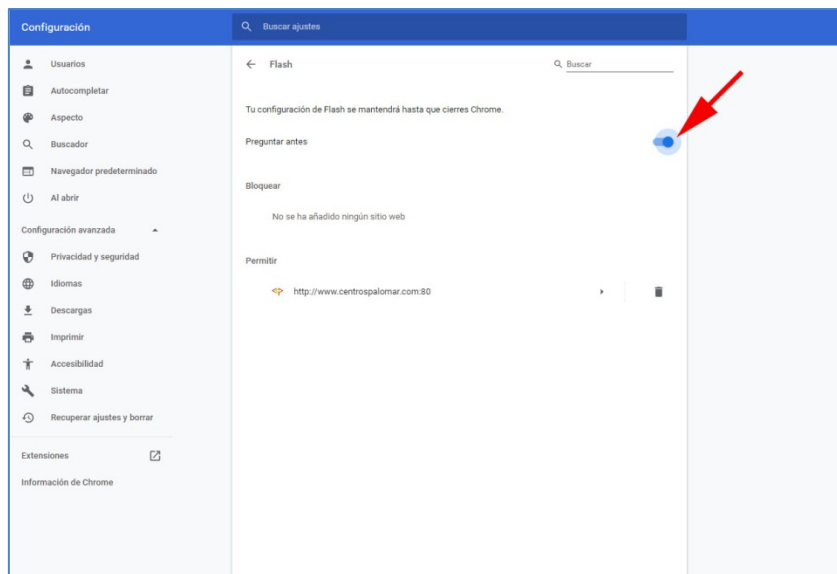 Configuración
Buscar ajustes
Usuarios
Autocompletar
Aspecto
Buscador
Navegador predeterminado
Al abrir
Configuración avanzada
Privacidad y seguridad
Idiomas
Descargas
Imprimir
Accesibilidad
Sistema
Recuperar ajustes y borrar
Extensiones
Información de Chrome
Flash
Buscar
Tu configuración de Flash se mantendrá hasta que cierres Chrome.
Preguntar antes
Bloquear
No se ha añadido ningún sitio web
Permitir
http://www.centrospalomar.com:80